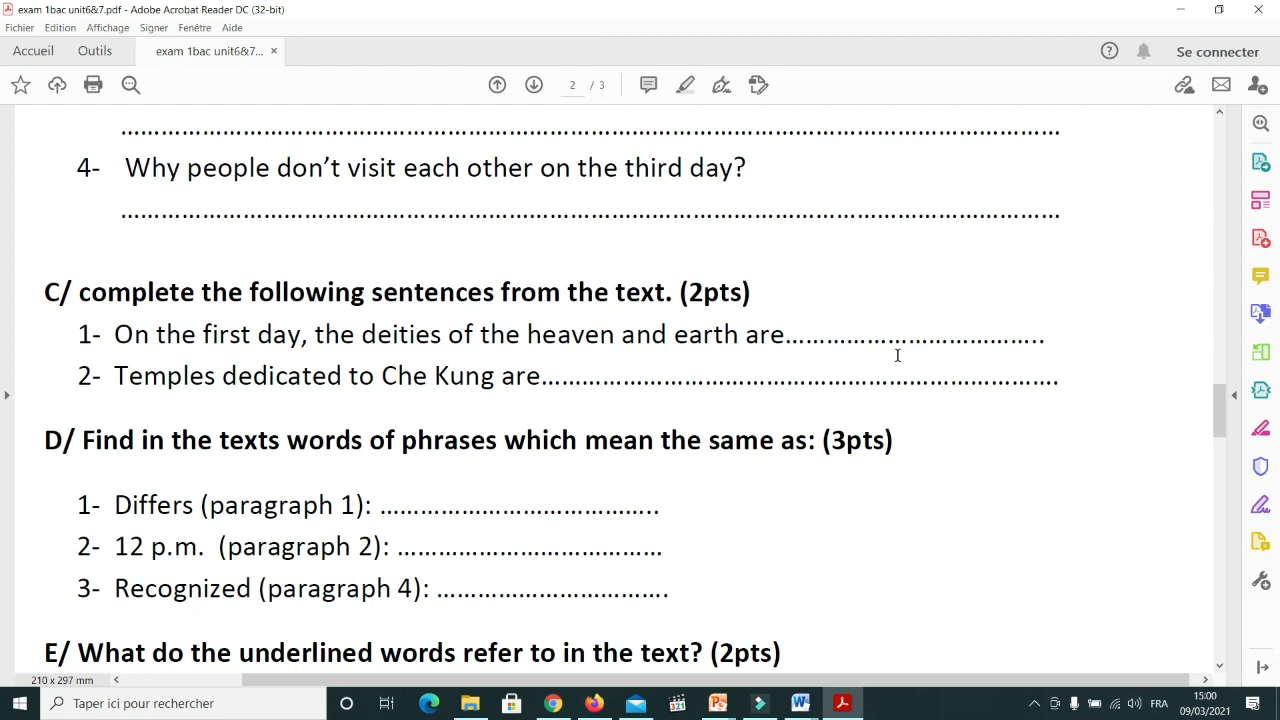 exam 1bac unit6&7.pdf - Adobe Acrobat Reader DC (32-bit)
Fichier Edition Affichage Signer Fenêtre Aide
Accueil Outils exam 1bac unit6&7... × Se connecter
2 / 3
………………………………………………………………………………………………………………………
4- Why people don’t visit each other on the third day?
………………………………………………………………………………………………………………………
C/ complete the following sentences from the text. (2pts)
1- On the first day, the deities of the heaven and earth are………………………………..
2- Temples dedicated to Che Kung are…………………………………………………………………….
D/ Find in the texts words of phrases which mean the same as: (3pts)
1- Differs (paragraph 1): …………………………………..
2- 12 p.m. (paragraph 2): …………………………………
3- Recognized (paragraph 4): …………………………….
E/ What do the underlined words refer to in the text? (2pts)
210 x 297 mm
Taper ici pour rechercher
321
FRA
15:00
09/03/2021